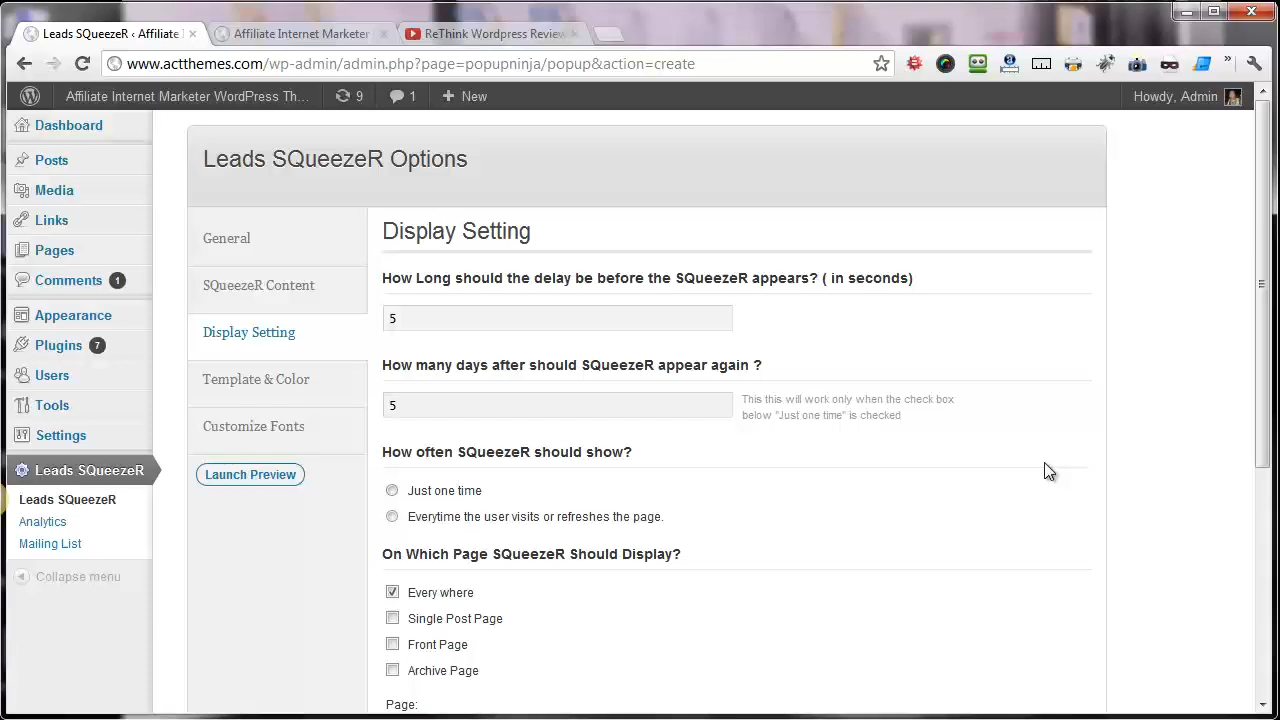 Leads SQueezeR ‹ Affiliate I
Affiliate Internet Marketer
ReThink Wordpress Review
www.actthemes.com/wp-admin/admin.php?page=popupninja/popup&action=create
Affiliate Internet Marketer WordPress Th...
9
1
New
Howdy, Admin
Dashboard
Posts
Media
Links
Pages
Comments 1
Appearance
Plugins 7
Users
Tools
Settings
Leads SQueezeR
Leads SQueezeR
Analytics
Mailing List
Collapse menu
Leads SQueezeR Options
General
SQueezeR Content
Display Setting
Template & Color
Customize Fonts
Launch Preview
Display Setting
How Long should the delay be before the SQueezeR appears? ( in seconds)
5
How many days after should SQueezeR appear again ?
5
This this will work only when the check box
below "Just one time" is checked
How often SQueezeR should show?
Just one time
Everytime the user visits or refreshes the page.
On Which Page SQueezeR Should Display?
Every where
Single Post Page
Front Page
Archive Page
Page: